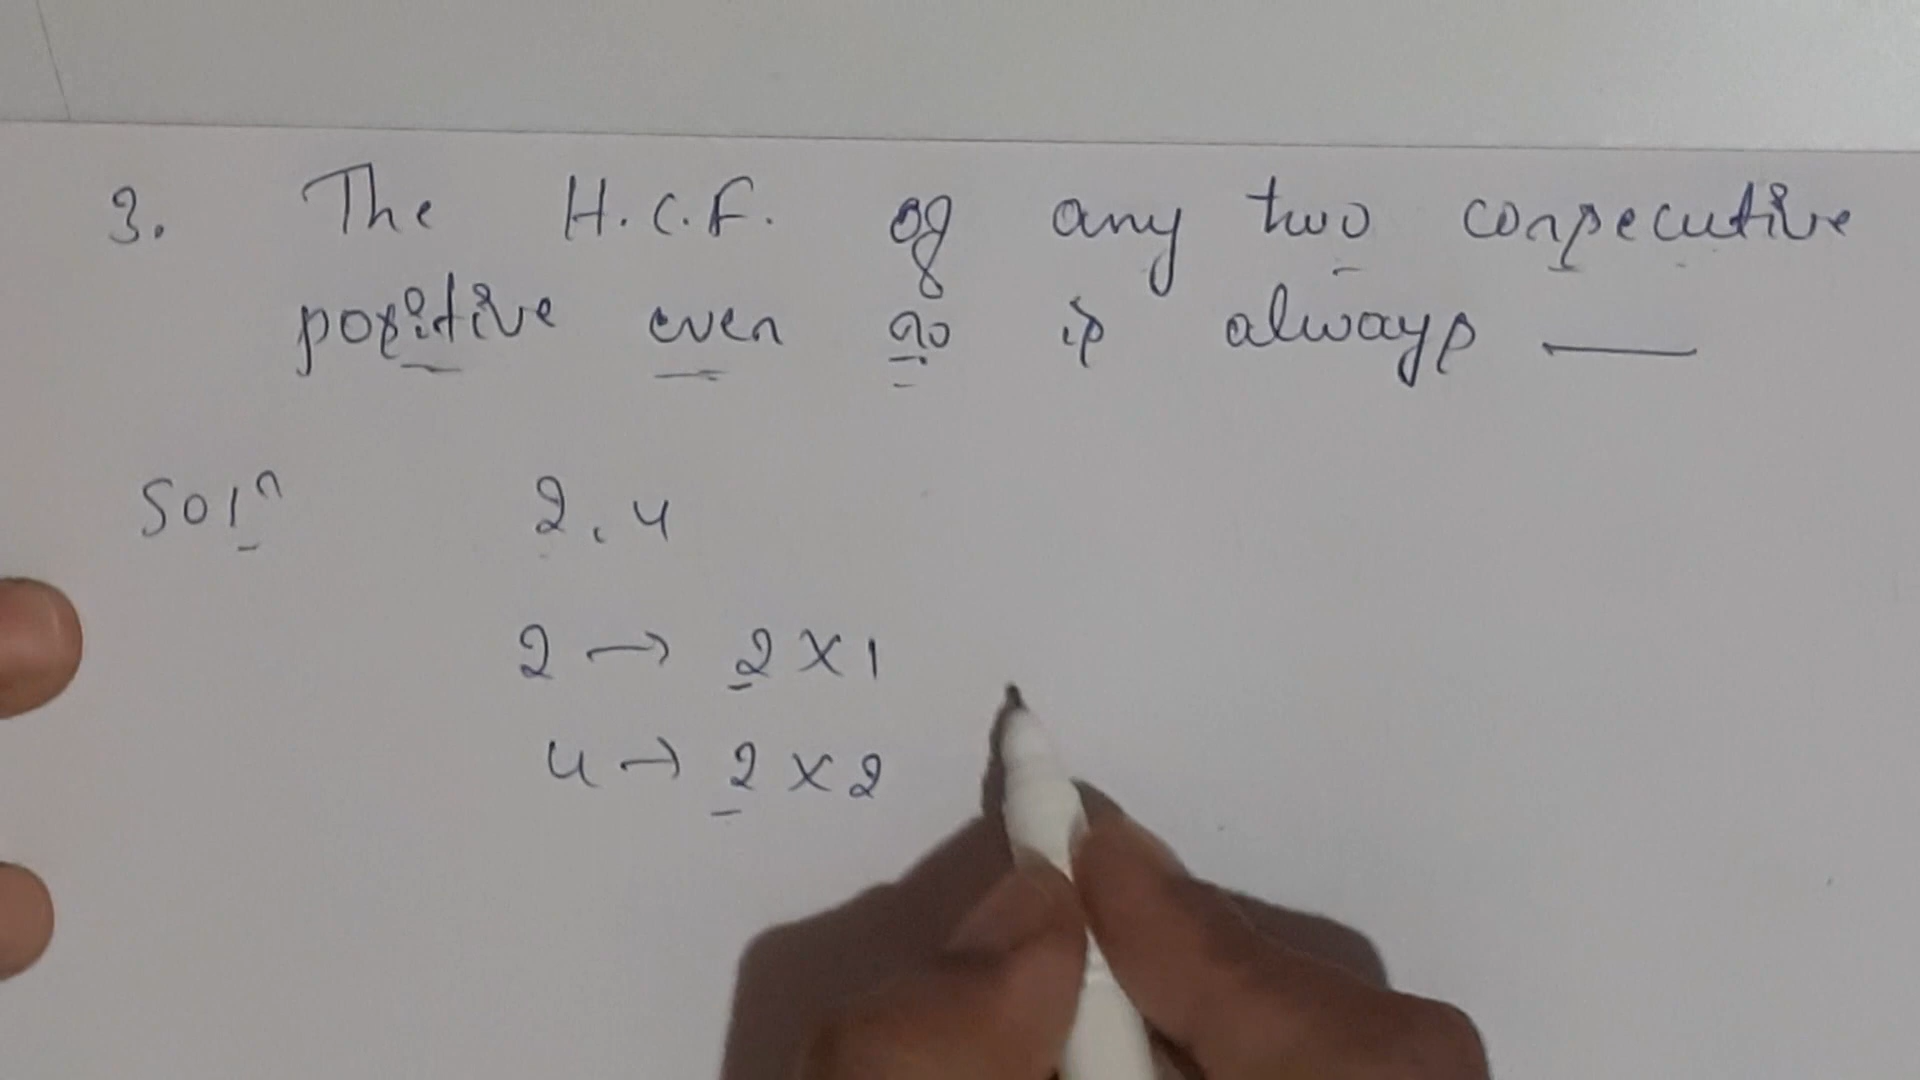 3. The H.C.F. of any two consecutive
positive even no is always ___
Solⁿ 2, 4
2 → 2 × 1
4 → 2 × 2